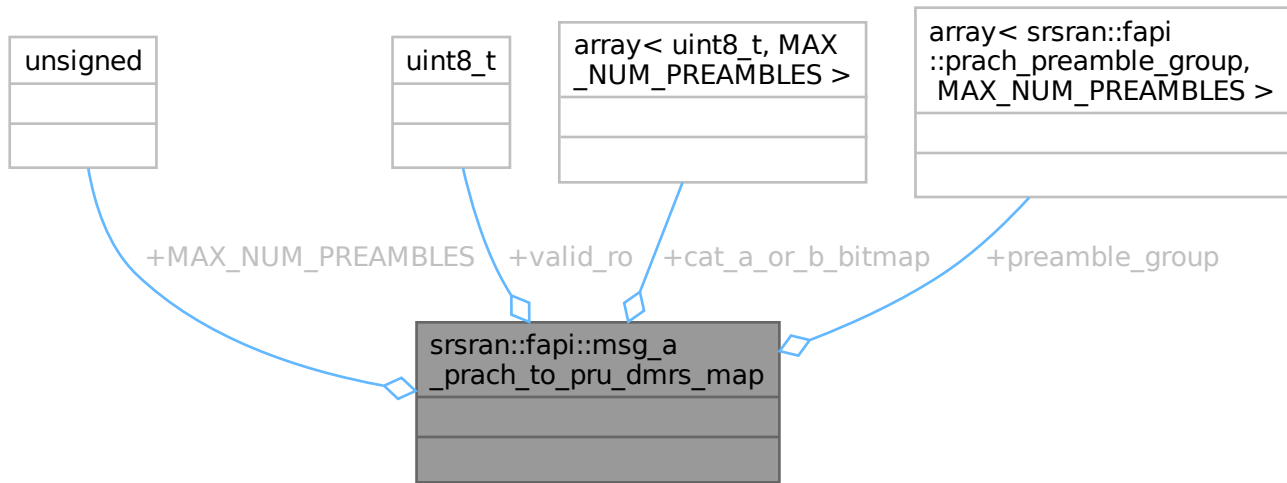 unsigned
uint8_t
array< uint8_t, MAX
_NUM_PREAMBLES >
array< srsran::fapi
::prach_preamble_group,
MAX_NUM_PREAMBLES >
+MAX_NUM_PREAMBLES
+valid_ro
+cat_a_or_b_bitmap
+preamble_group
srsran::fapi::msg_a
_prach_to_pru_dmrs_map